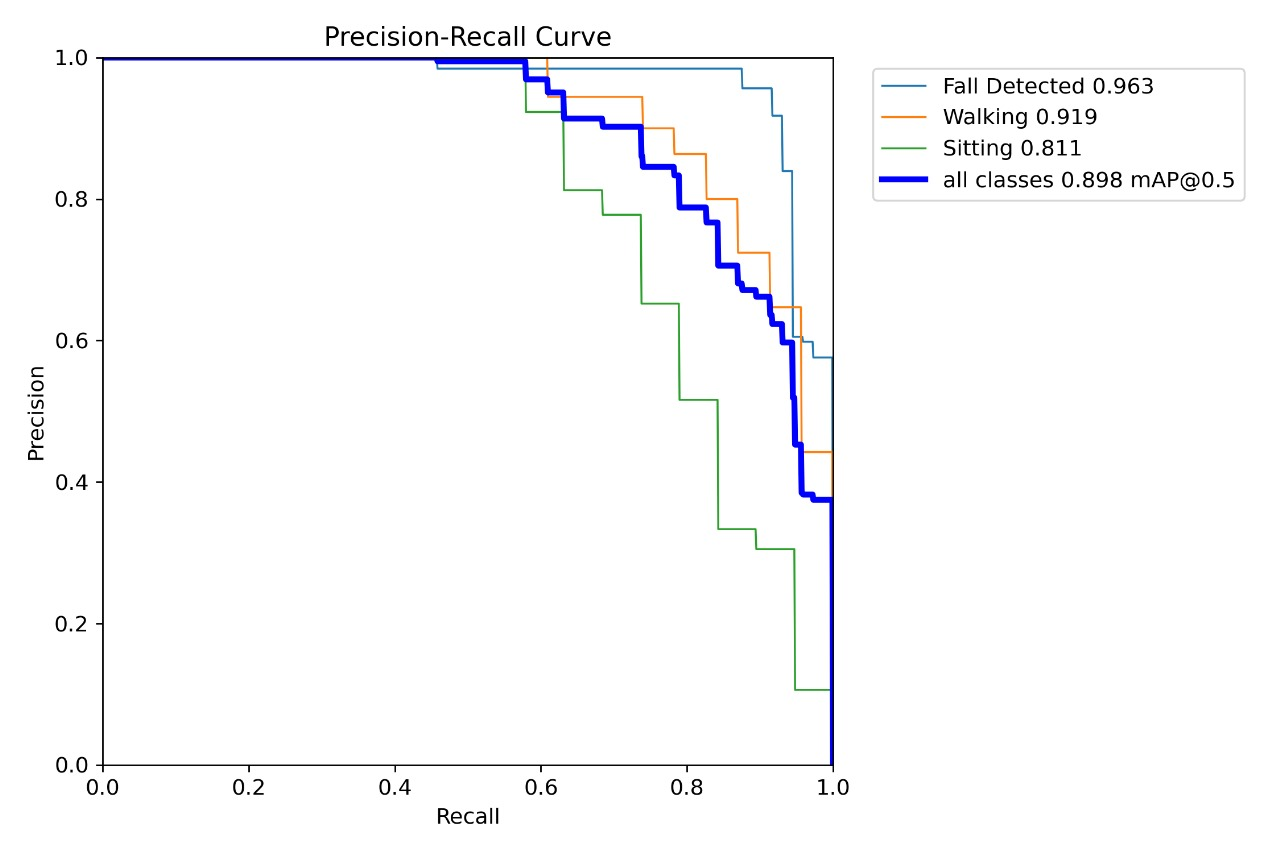 Precision-Recall Curve
1.0
0.8
0.6
0.4
0.2
0.0
Precision
0.0 0.2 0.4 0.6 0.8 1.0
Recall
Fall Detected 0.963
Walking 0.919
Sitting 0.811
all classes 0.898 mAP@0.5